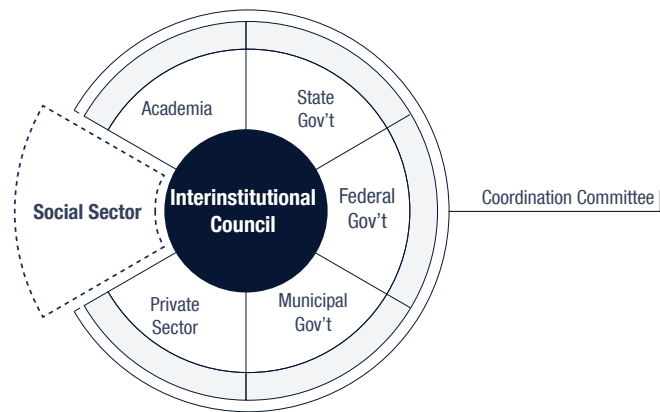 Academia
State
Gov't
Social Sector
Interinstitutional
Council
Federal
Gov't
Coordination Committee
Private
Sector
Municipal
Gov't